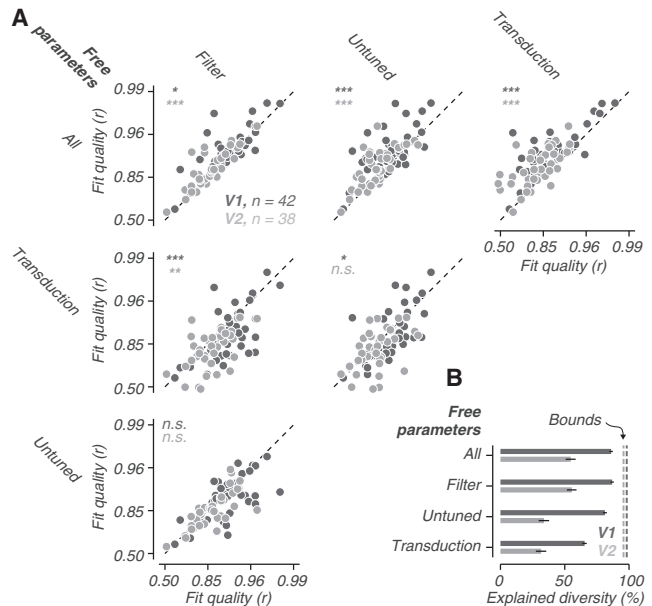 A
Free
parameters
Filter
Untuned
Transduction
All
Fit quality (r)
0.99
0.96
0.85
0.50
*
***
V1, n = 42
V2, n = 38
***
***
***
***
0.50 0.85 0.96 0.99
Fit quality (r)
Transduction
Fit quality (r)
0.99
0.96
0.85
0.50
***
**
*
n.s.
Untuned
Fit quality (r)
0.99
0.96
0.85
0.50
n.s.
n.s.
0.50 0.85 0.96 0.99
Fit quality (r)
B
Free
parameters
Bounds
All
Filter
Untuned
Transduction
V1
V2
0 50 100
Explained diversity (%)